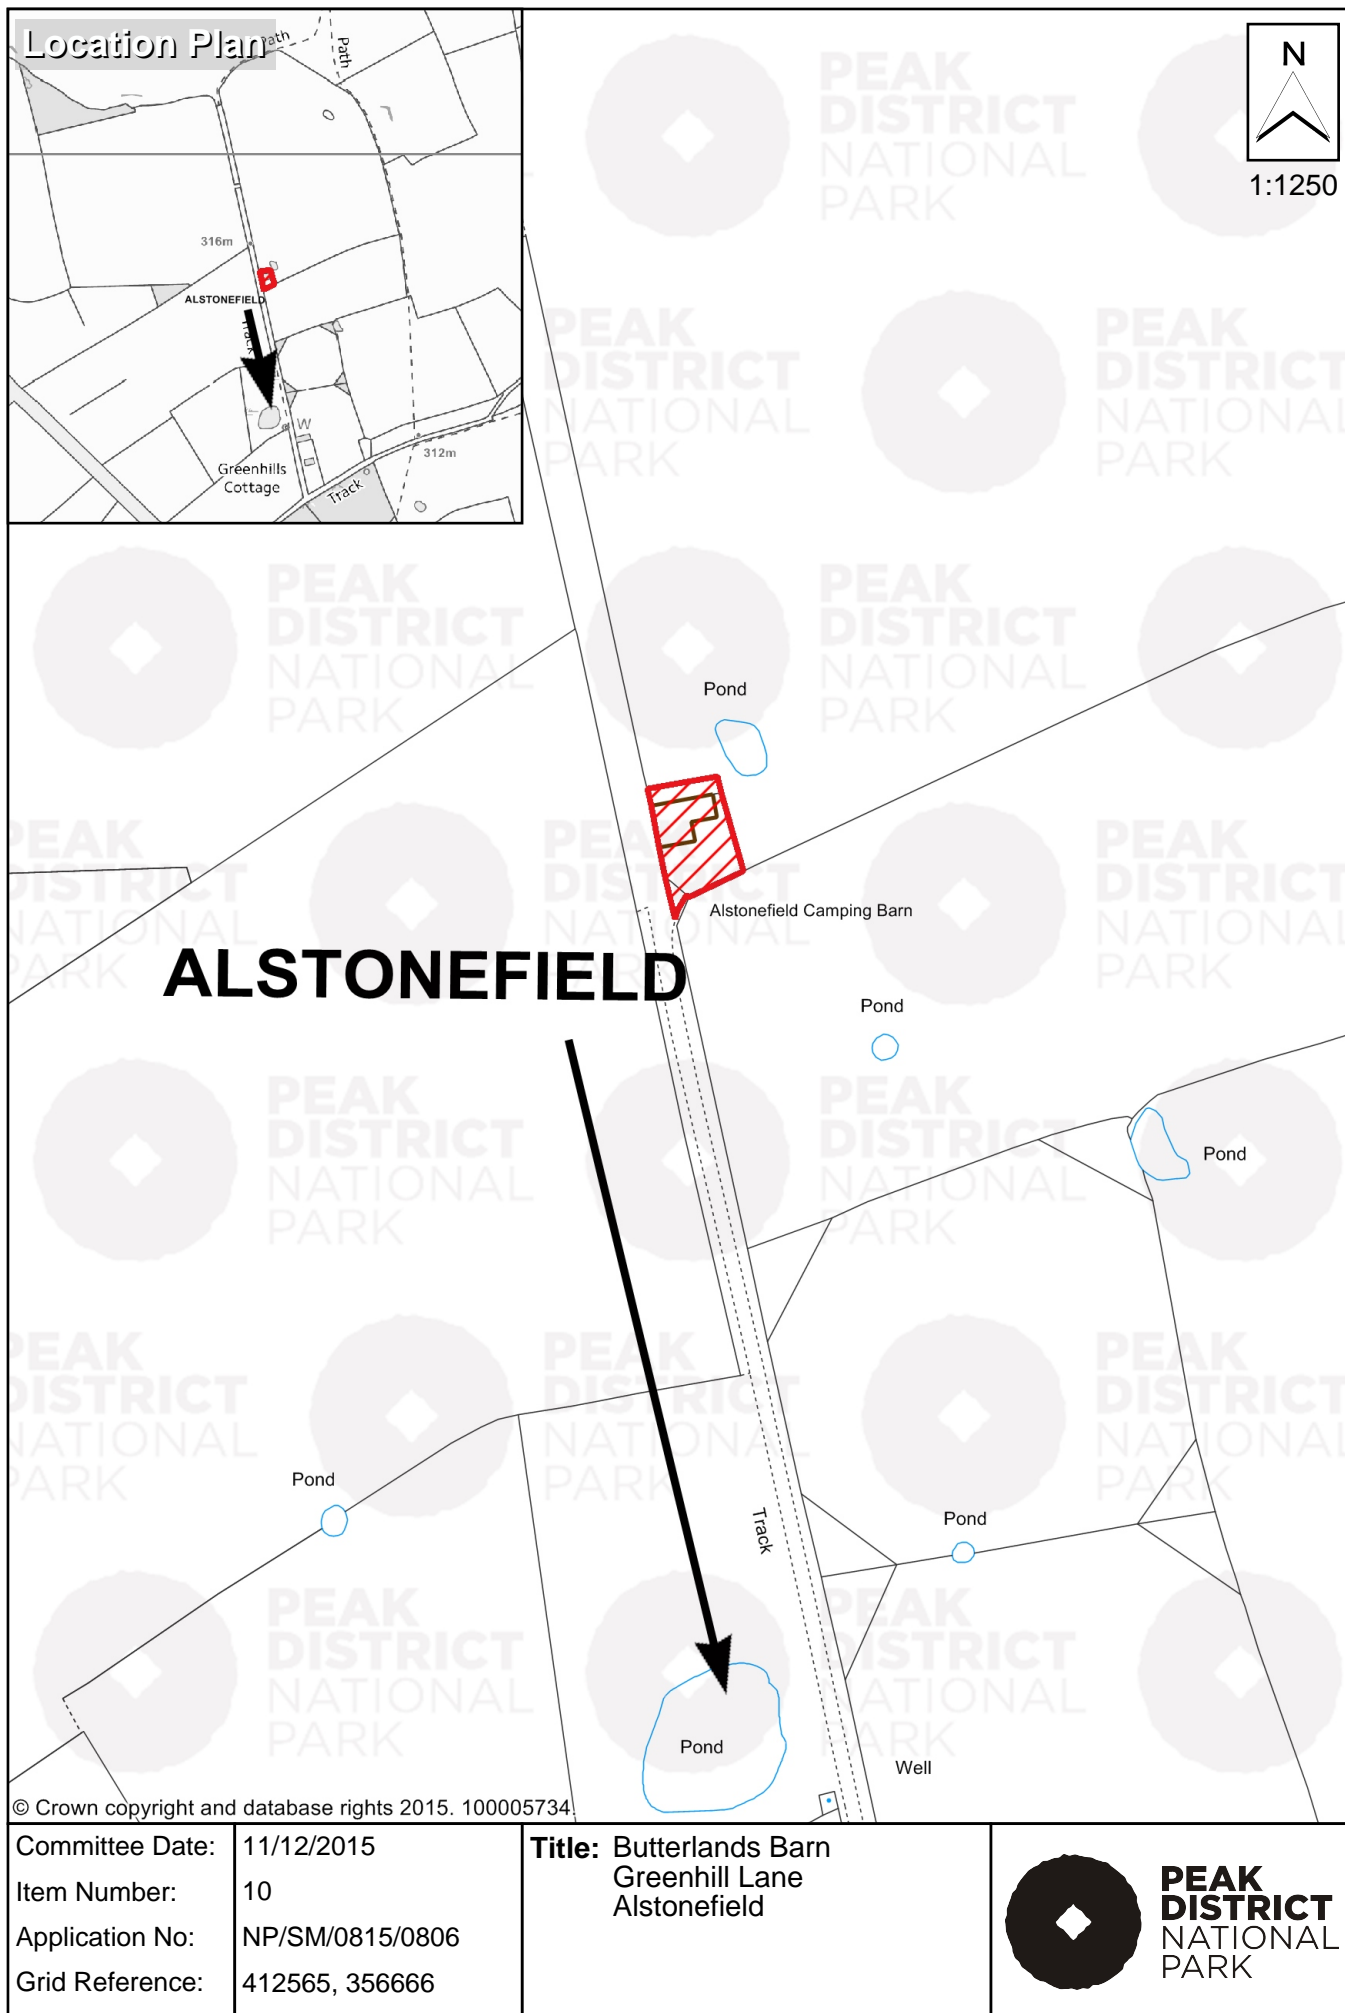 Location Plan
Path
Path
316m
ALSTONEFIELD
Track
W
Greenhills
Cottage
Track
312m
N
1:1250
Pond
Alstonefield Camping Barn
ALSTONEFIELD
Pond
Pond
Pond
Track
Pond
Pond
Well
© Crown copyright and database rights 2015. 100005734.
Committee Date: 11/12/2015
Item Number: 10
Application No: NP/SM/0815/0806
Grid Reference: 412565, 356666
Title: Butterlands Barn
Greenhill Lane
Alstonefield
PEAK
DISTRICT
NATIONAL
PARK